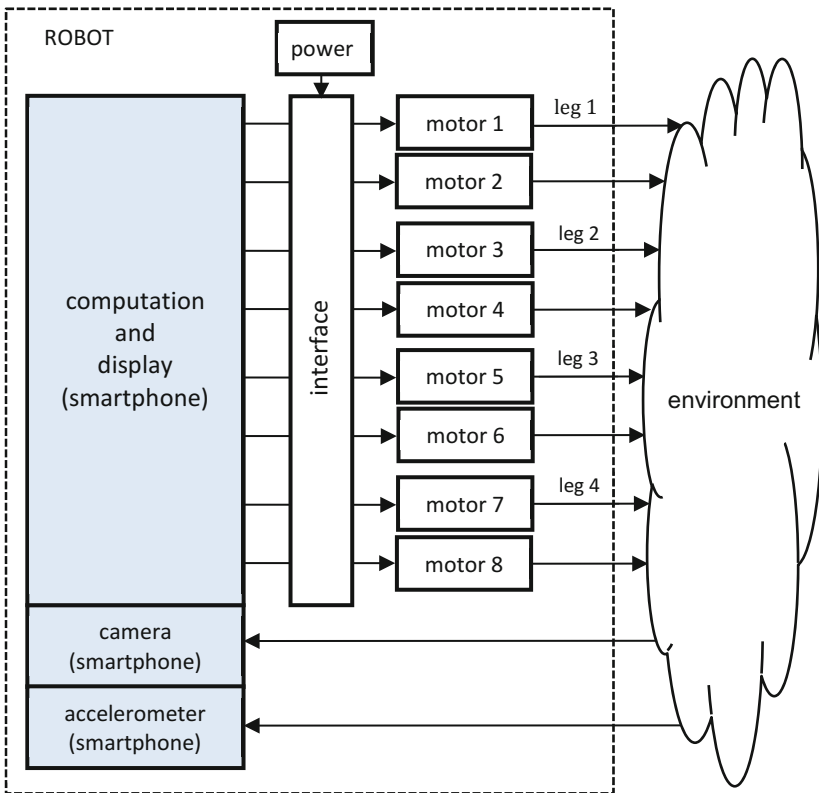 ROBOT
power
computation
and
display
(smartphone)
interface
motor 1
leg 1
motor 2
motor 3
leg 2
motor 4
motor 5
leg 3
motor 6
motor 7
leg 4
motor 8
environment
camera
(smartphone)
accelerometer
(smartphone)